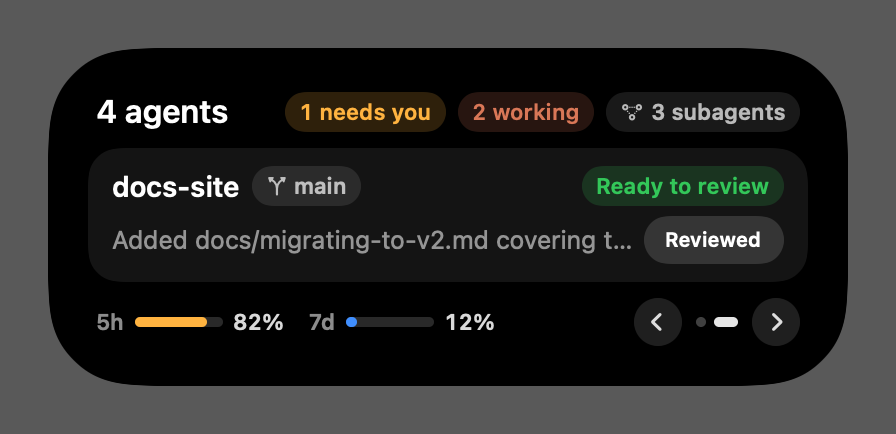 4 agents 1 needs you 2 working 3 subagents
docs-site main Ready to review
Added docs/migrating-to-v2.md covering t... Reviewed
5h 82% 7d 12%